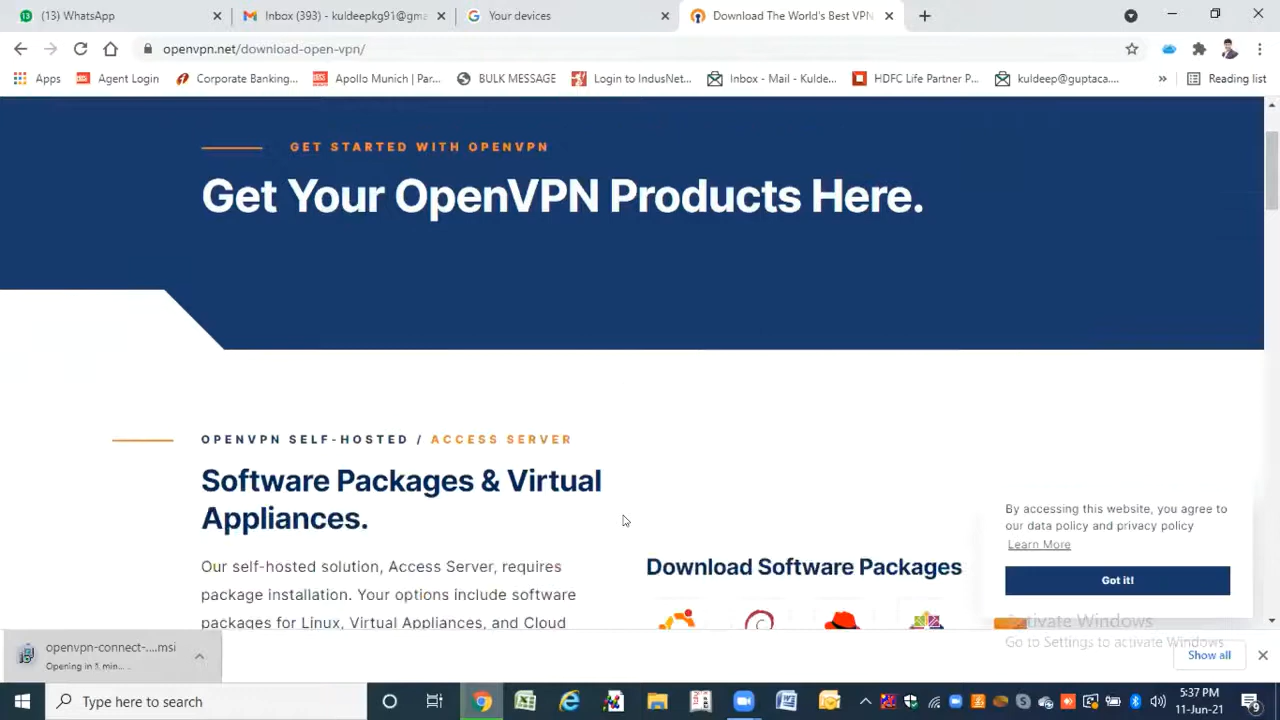 (13) WhatsApp
Inbox (393) - kuldeepkg91@gma
Your devices
Download The World's Best VPN
openvpn.net/download-open-vpn/
Apps
Agent Login
Corporate Banking...
Apollo Munich | Par...
BULK MESSAGE
Login to IndusNet...
Inbox - Mail - Kulde...
HDFC Life Partner P...
kuldeep@guptaca....
»
Reading list
GET STARTED WITH OPENVPN
Get Your OpenVPN Products Here.
OPENVPN SELF-HOSTED / ACCESS SERVER
Software Packages & Virtual
Appliances.
Our self-hosted solution, Access Server, requires
package installation. Your options include software
packages for Linux, Virtual Appliances, and Cloud
Download Software Packages
By accessing this website, you agree to
our data policy and privacy policy
Learn More
Got it!
Activate Windows
Go to Settings to activate Windows.
openvpn-connect-....msi
Opening in 1 min...
Show all
Type here to search
5:37 PM
11-Jun-21
9